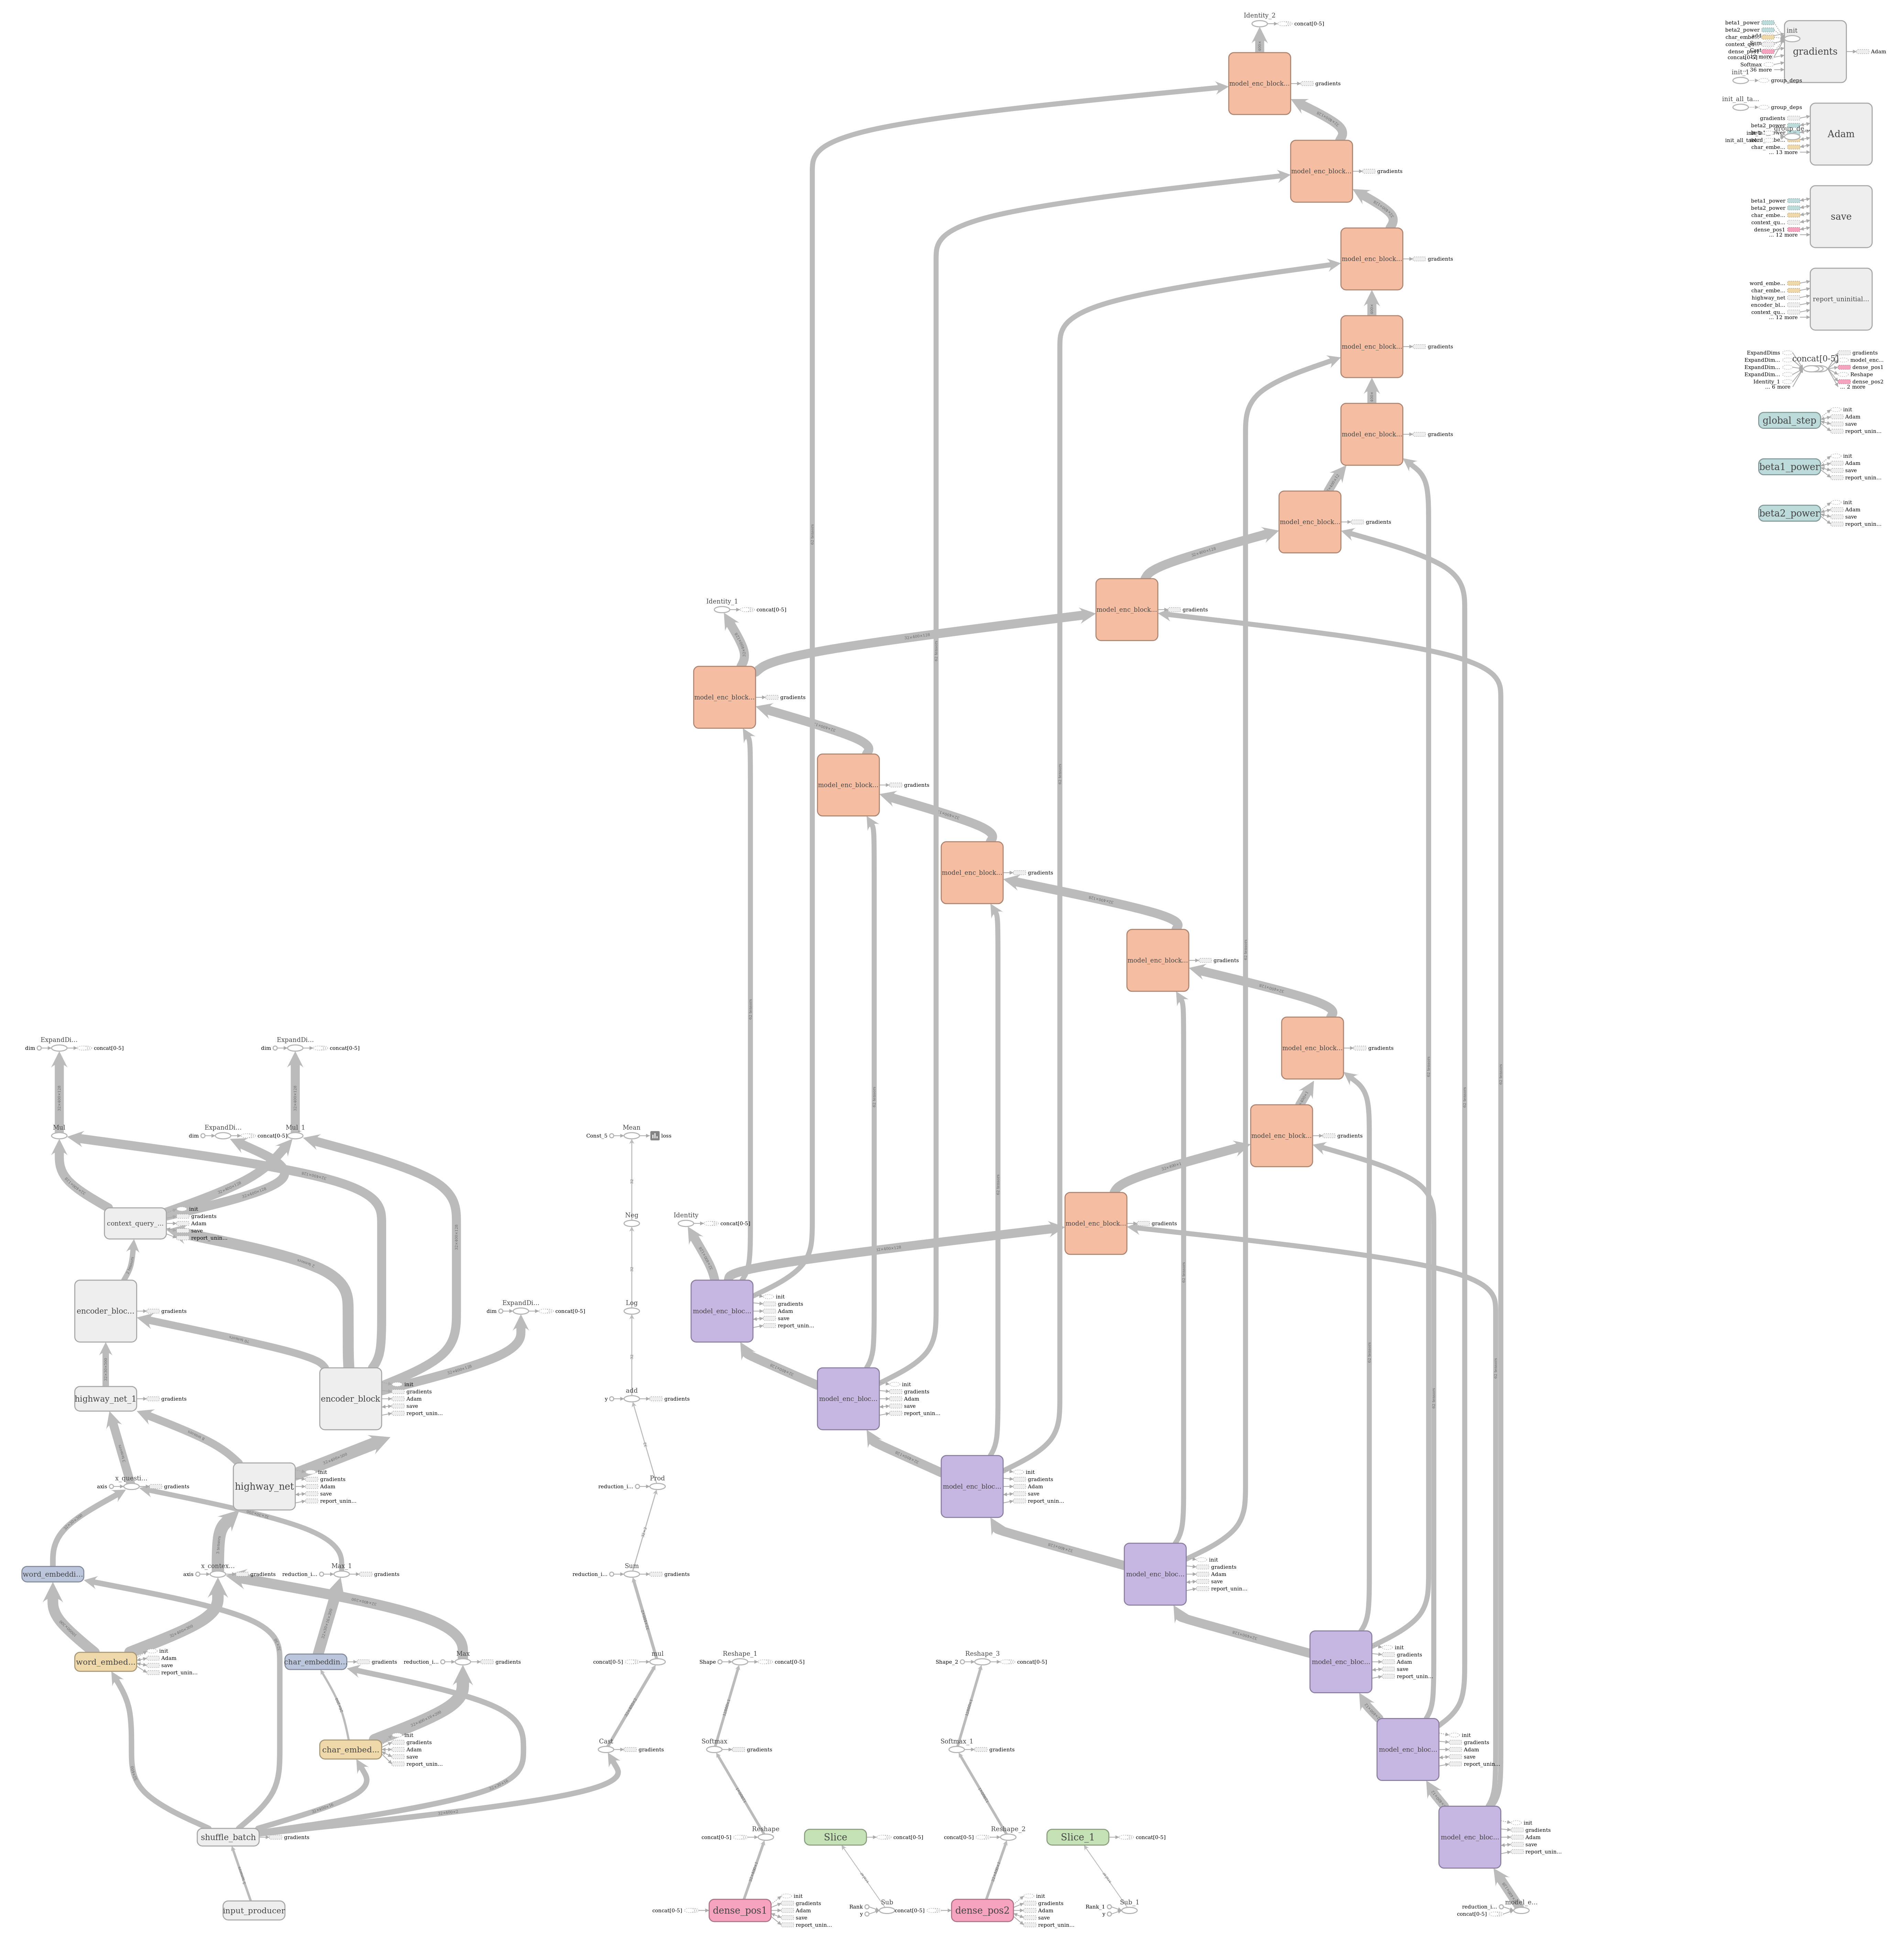 Identity_2
concat[0-5]
model_enc_block...
gradients
model_enc_block...
gradients
model_enc_block...
gradients
model_enc_block...
gradients
model_enc_block...
gradients
model_enc_block...
gradients
model_enc_block...
gradients
Identity_1
concat[0-5]
model_enc_block...
gradients
model_enc_block...
gradients
model_enc_block...
gradients
model_enc_block...
gradients
model_enc_block...
gradients
model_enc_block...
gradients
model_enc_block...
gradients
beta1_power
beta2_power
char_embe...
dense_pos1
Softmax
36 more
init
gradients
Adam
init_1
group_deps
init_all_ta...
group_deps
gradients
beta2_power
char_embe...
... 13 more
Adam
beta1_power
beta2_power
char_embe...
context_qu...
dense_pos1
... 12 more
save
word_embe...
char_embe...
highway_net
encoder_bl...
context_qu...
... 12 more
report_uninitial...
ExpandDims
ExpandDim...
ExpandDim...
ExpandDim...
Identity_1
... 6 more
concat[0-5]
gradients
model_enc...
dense_pos1
Reshape
dense_pos2
... 2 more
global_step
init
Adam
save
report_unin...
beta1_power
init
Adam
save
report_unin...
beta2_power
init
Adam
save
report_unin...
ExpandDi...
dim
concat[0-5]
ExpandDi...
dim
concat[0-5]
Mul
ExpandDi...
dim
concat[0-5]
Mul_1
context_query_...
init
gradients
Adam
save
report_unin...
encoder_bloc...
gradients
ExpandDi...
dim
concat[0-5]
highway_net_1
gradients
encoder_block
init
gradients
Adam
save
report_unin...
x_questi...
axis
gradients
highway_net
init
gradients
Adam
save
report_unin...
word_embeddi...
x_contex...
axis
gradients
Max_1
reduction_i...
gradients
word_embed...
init
Adam
save
report_unin...
char_embeddin...
gradients
Max
reduction_i...
gradients
char_embed...
init
gradients
Adam
save
report_unin...
shuffle_batch
gradients
input_producer
Mean
Const_5
loss
Neg
Log
add
y
gradients
Prod
reduction_i...
Sum
reduction_i...
gradients
mul
concat[0-5]
Cast
gradients
Identity
concat[0-5]
model_enc_bloc...
init
gradients
Adam
save
report_unin...
model_enc_bloc...
init
gradients
Adam
save
report_unin...
model_enc_bloc...
init
gradients
Adam
save
report_unin...
model_enc_bloc...
init
gradients
Adam
save
report_unin...
model_enc_bloc...
init
gradients
Adam
save
report_unin...
model_enc_bloc...
init
gradients
Adam
save
report_unin...
model_enc_bloc...
init
gradients
Adam
save
report_unin...
model_e...
reduction_i...
concat[0-5]
Reshape_1
Shape
concat[0-5]
Softmax
gradients
Reshape
concat[0-5]
dense_pos1
concat[0-5]
init
gradients
Adam
save
report_unin...
Slice
concat[0-5]
Sub
Rank
y
Reshape_3
Shape_2
concat[0-5]
Softmax_1
gradients
Reshape_2
concat[0-5]
dense_pos2
concat[0-5]
init
gradients
Adam
save
report_unin...
Slice_1
concat[0-5]
Sub_1
Rank_1
y